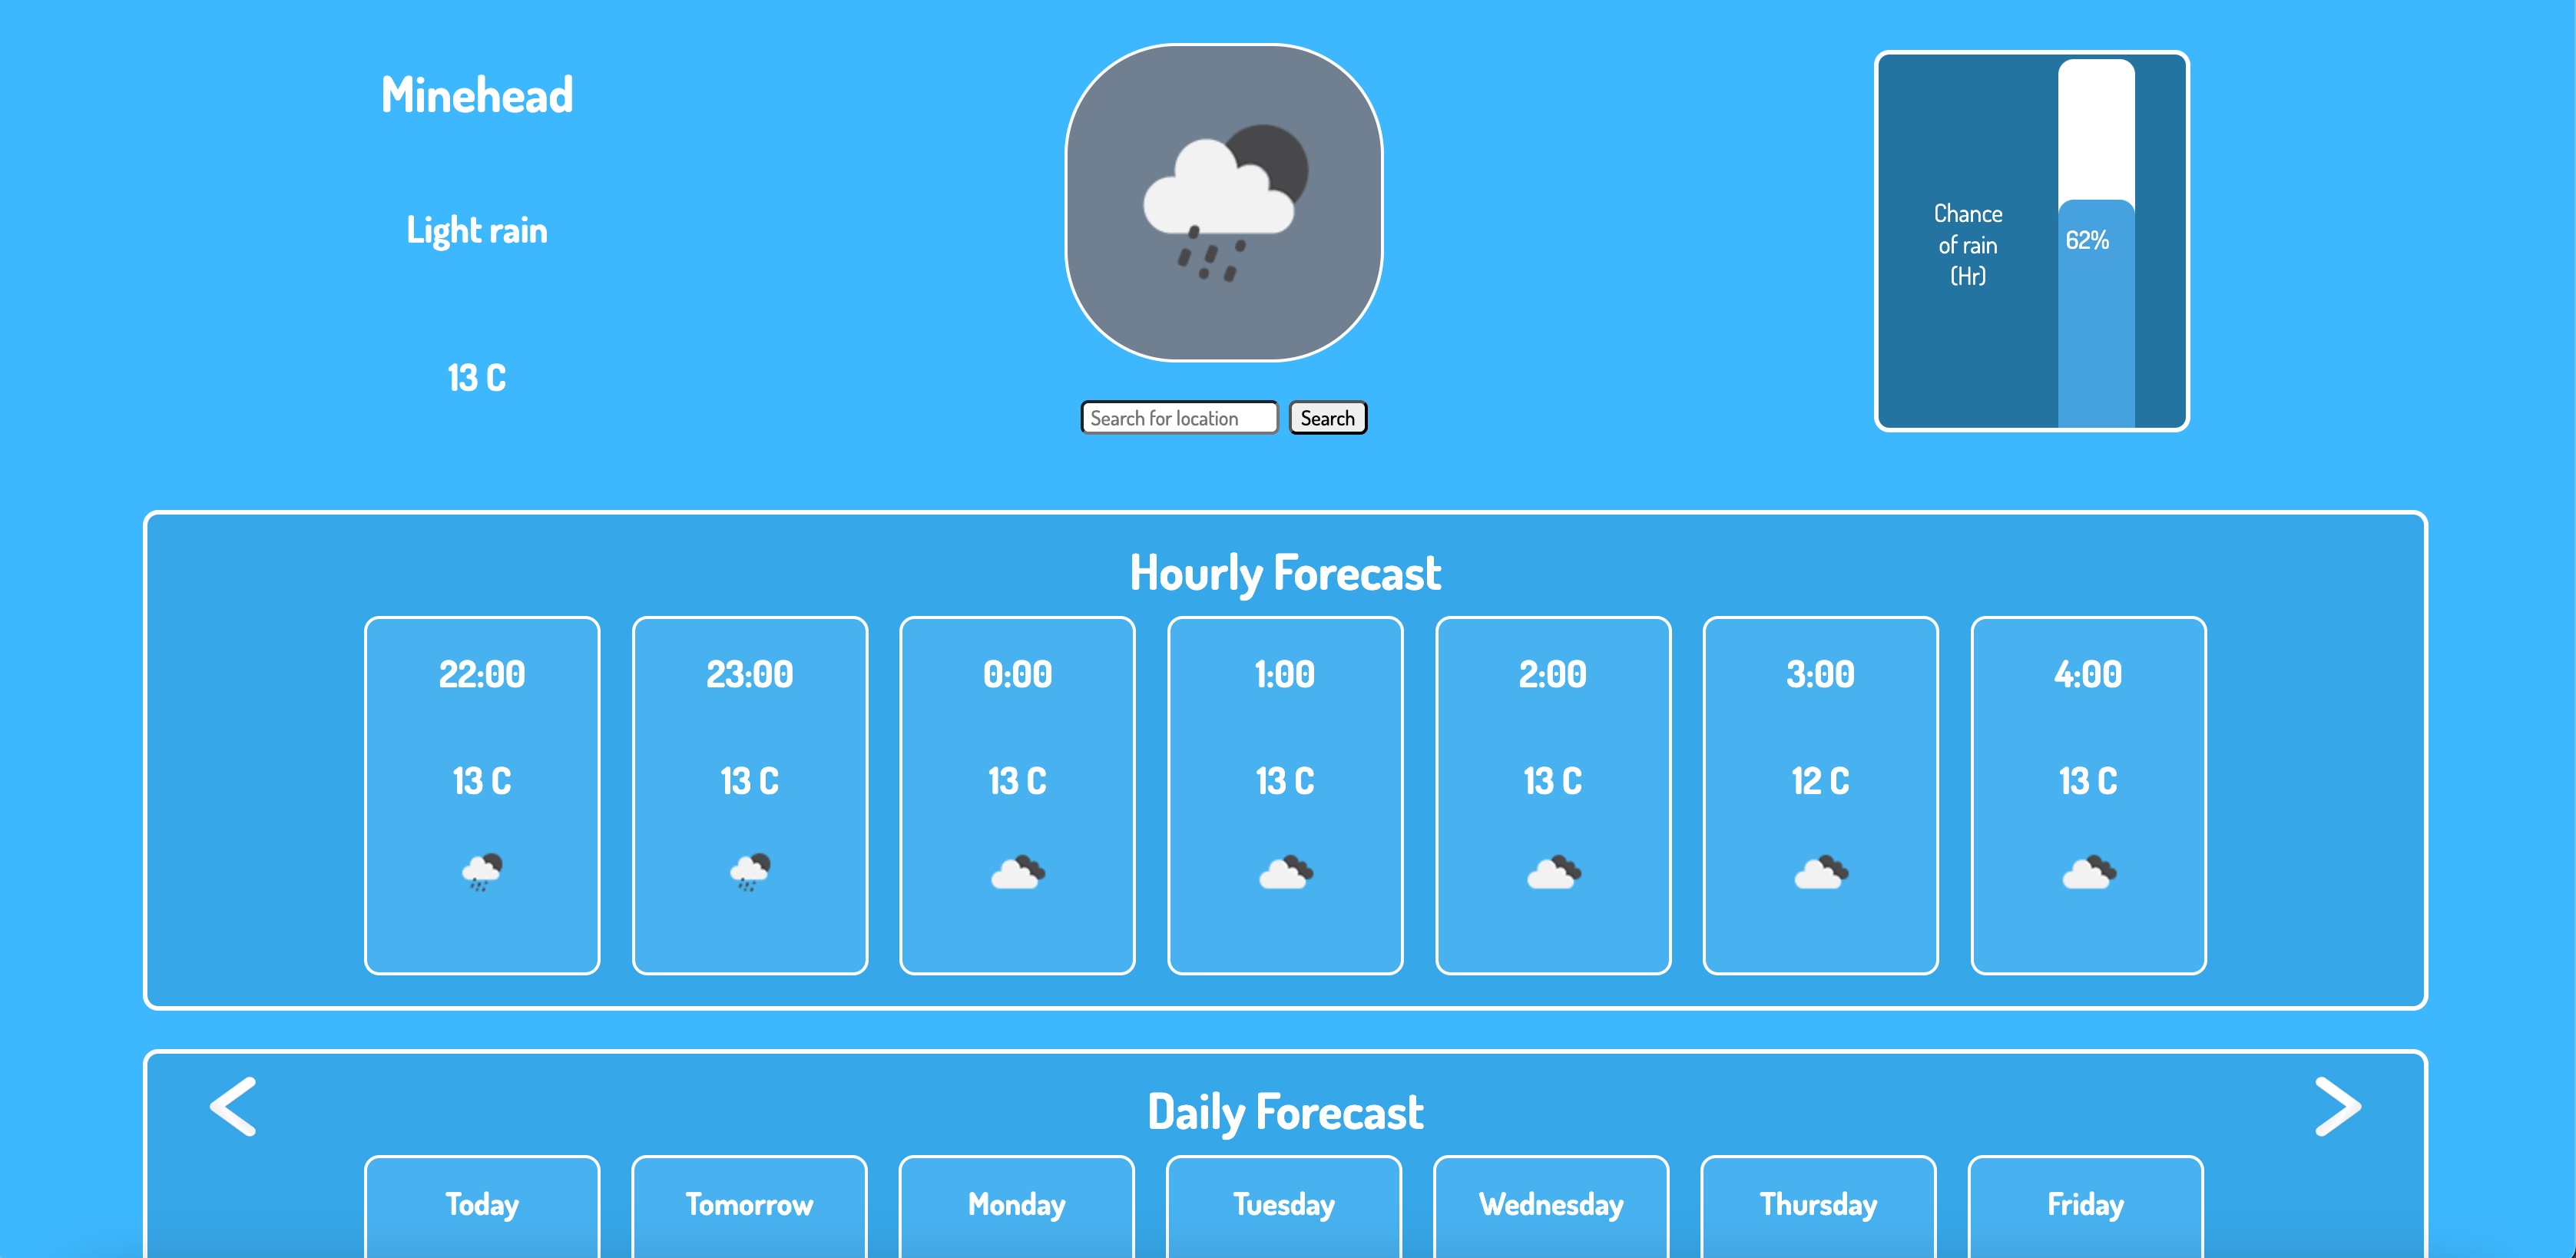 Minehead
Light rain
13 C
Search for location
Search
Chance
of rain
(Hr)
62%
Hourly Forecast
22:00 23:00 0:00 1:00 2:00 3:00 4:00
13 C 13 C 13 C 13 C 13 C 12 C 13 C
< Daily Forecast >
Today Tomorrow Monday Tuesday Wednesday Thursday Friday